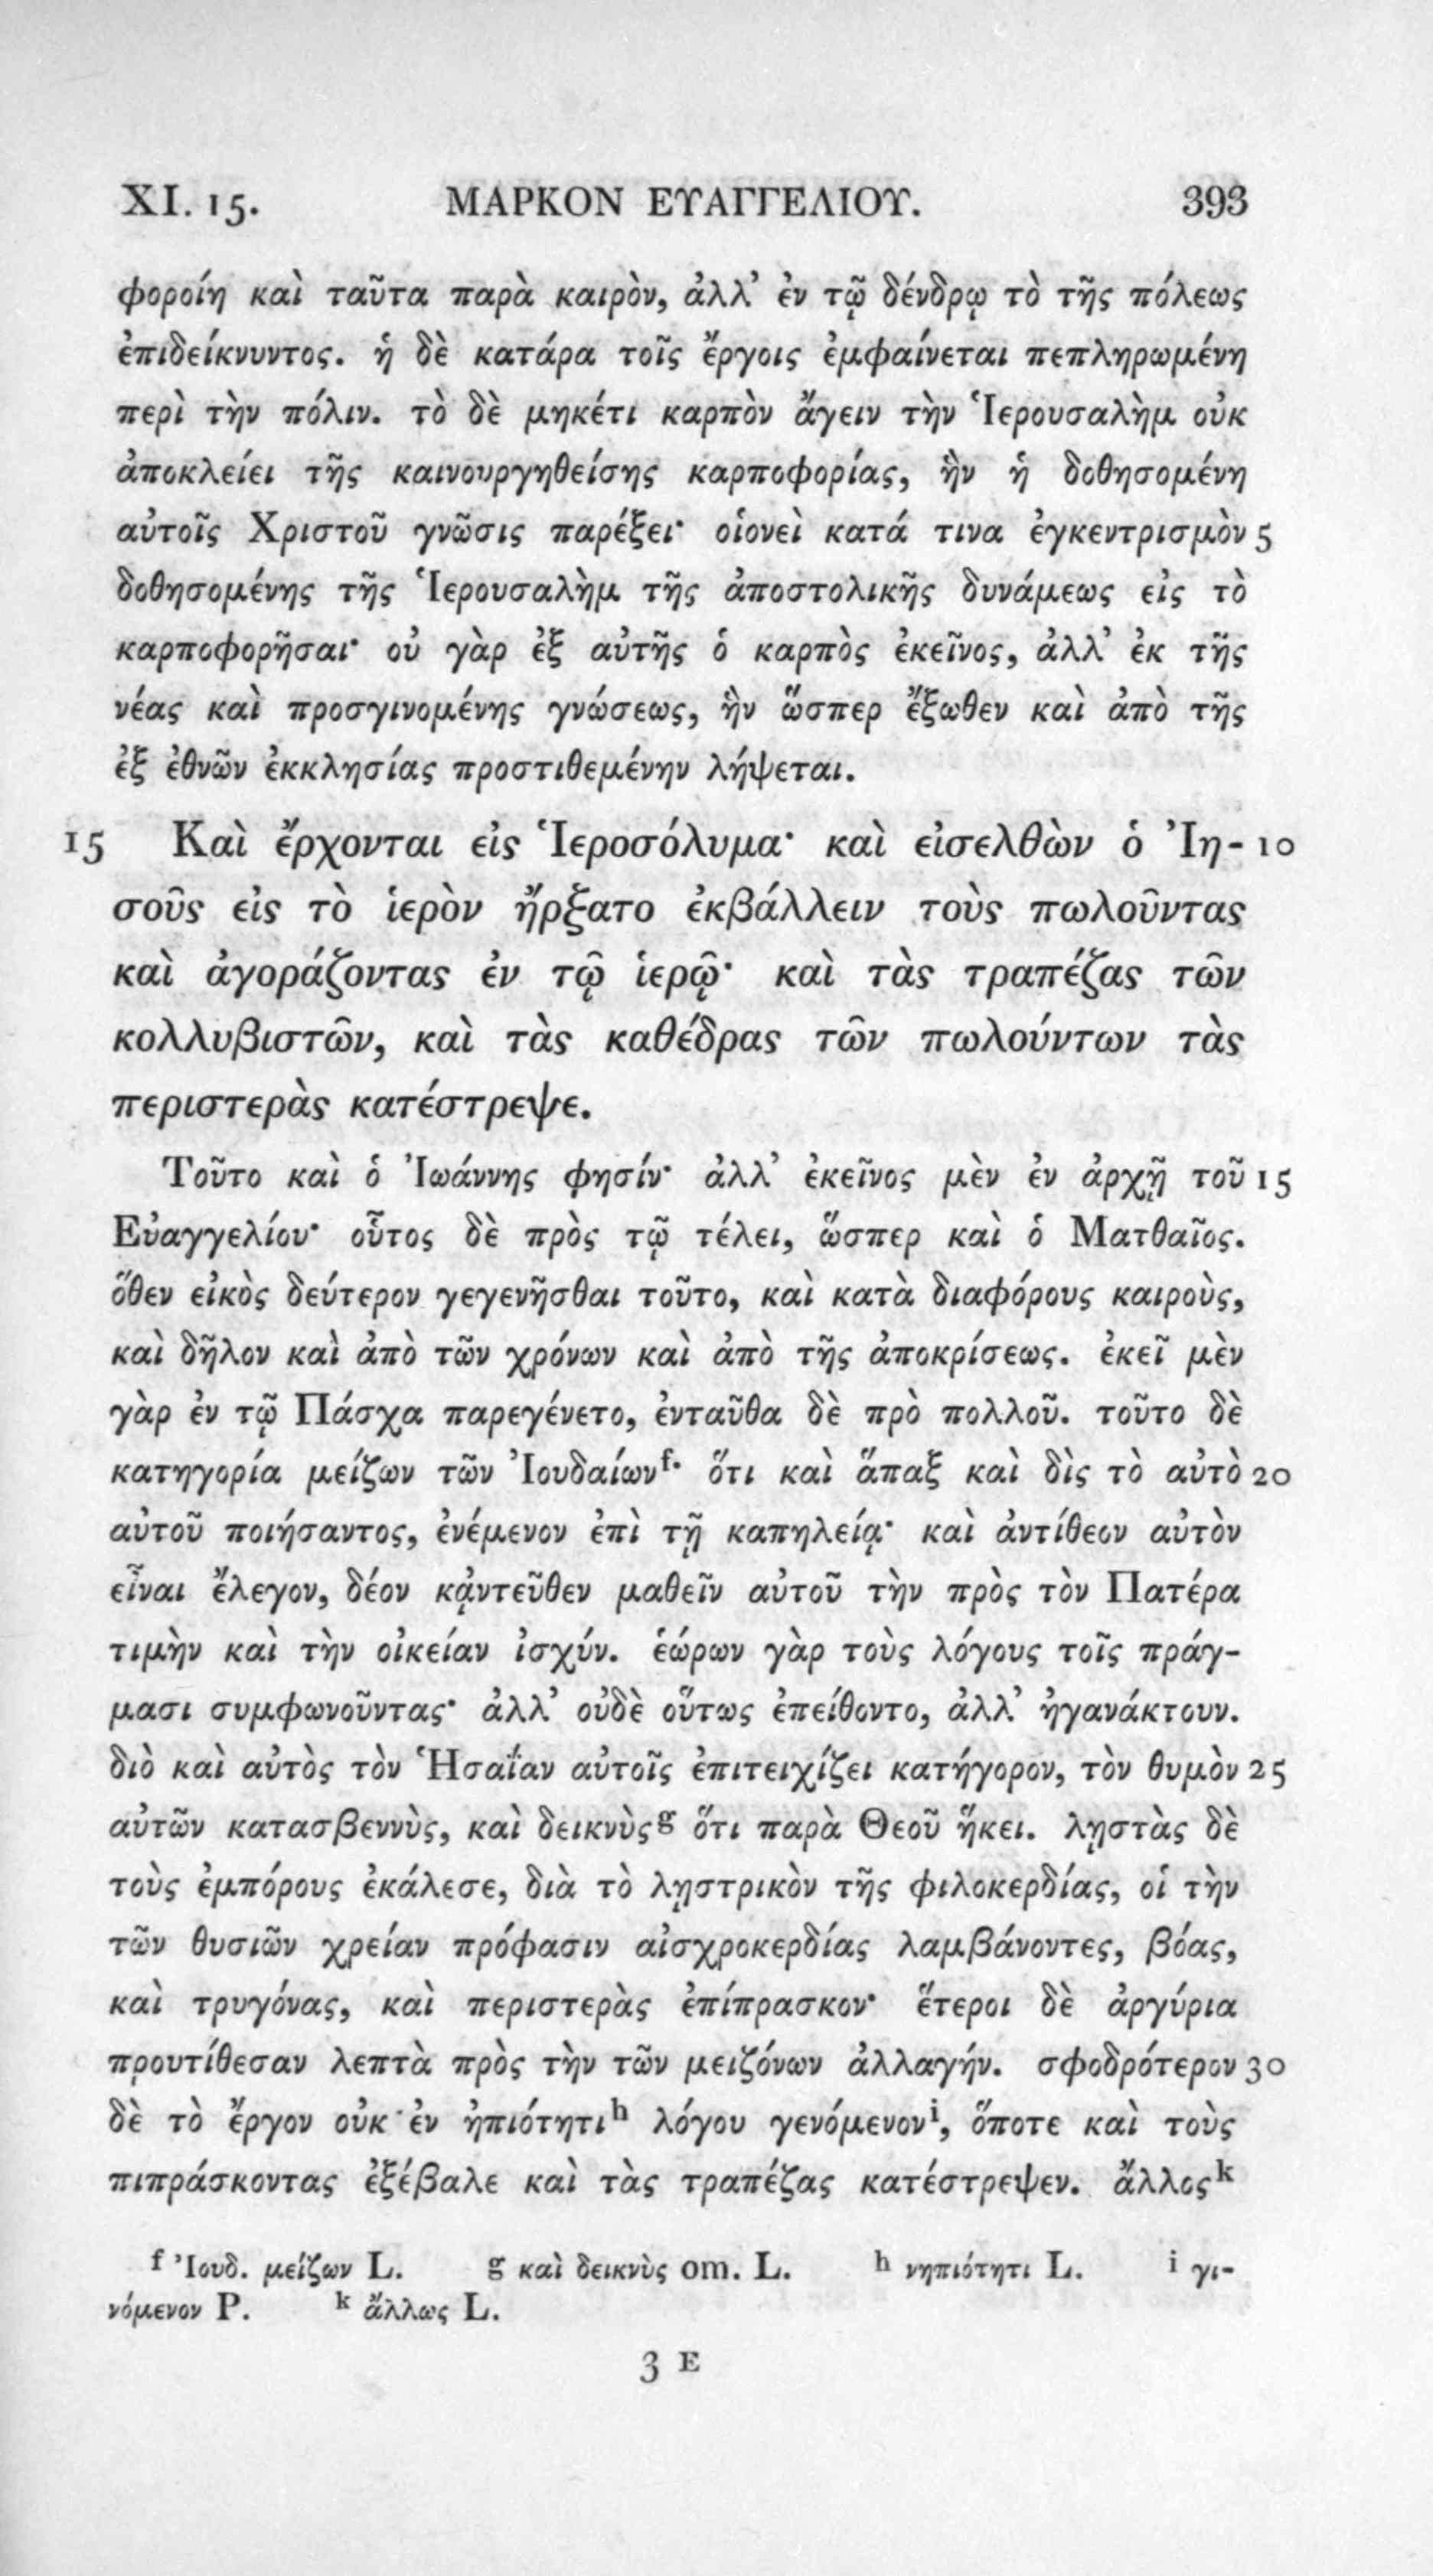 XI. 15. ΜΑΡΚΟΝ ΕΥΑΓΓΕΛΙΟΥ. 393
φοροίη καὶ ταῦτα παρὰ καιρὸν, ἀλλ’ ἐν τῷ δένδρῳ τὸ τῆς πόλεως
ἐπιδείκνυντος. ἡ δὲ κατάρα τοῖς ἔργοις ἐμφαίνεται πεπληρωμένη
περὶ τὴν πόλιν. τὸ δὲ μηκέτι καρπὸν ἄγειν τὴν Ἱερουσαλὴμ οὐκ
ἀποκλείει τῆς καινουργηθείσης καρποφορίας, ἣν ἡ δοθησομένη
αὐτοῖς Χριστοῦ γνῶσις παρέξει· οἱονεὶ κατά τινα ἐγκεντρισμὸν 5
δοθησομένης τῆς Ἱερουσαλὴμ τῆς ἀποστολικῆς δυνάμεως εἰς τὸ
καρποφορῆσαι· οὐ γὰρ ἐξ αὐτῆς ὁ καρπὸς ἐκεῖνος, ἀλλ’ ἐκ τῆς
νέας καὶ προσγινομένης γνώσεως, ἣν ὥσπερ ἔξωθεν καὶ ἀπὸ τῆς
ἐξ ἐθνῶν ἐκκλησίας προστιθεμένην λήψεται.
15 Καὶ ἔρχονται εἰς Ἱεροσόλυμα· καὶ εἰσελθὼν ὁ Ἰη- 10
σοῦς εἰς τὸ ἱερὸν ἤρξατο ἐκβάλλειν τοὺς πωλοῦντας
καὶ ἀγοράζοντας ἐν τῷ ἱερῷ· καὶ τὰς τραπέζας τῶν
κολλυβιστῶν, καὶ τὰς καθέδρας τῶν πωλούντων τὰς
περιστερὰς κατέστρεψε.
Τοῦτο καὶ ὁ Ἰωάννης φησίν· ἀλλ’ ἐκεῖνος μὲν ἐν ἀρχῇ τοῦ 15
Εὐαγγελίου· οὗτος δὲ πρὸς τῷ τέλει, ὥσπερ καὶ ὁ Ματθαῖος.
ὅθεν εἰκὸς δεύτερον γεγενῆσθαι τοῦτο, καὶ κατὰ διαφόρους καιροὺς,
καὶ δῆλον καὶ ἀπὸ τῶν χρόνων καὶ ἀπὸ τῆς ἀποκρίσεως. ἐκεῖ μὲν
γὰρ ἐν τῷ Πάσχα παρεγένετο, ἐνταῦθα δὲ πρὸ πολλοῦ. τοῦτο δὲ
κατηγορία μείζων τῶν Ἰουδαίων f· ὅτι καὶ ἅπαξ καὶ δὶς τὸ αὐτὸ 20
αὐτοῦ ποιήσαντος, ἐνέμενον ἐπὶ τῇ καπηλείᾳ· καὶ ἀντίθεον αὐτὸν
εἶναι ἔλεγον, δέον κᾀντεῦθεν μαθεῖν αὐτοῦ τὴν πρὸς τὸν Πατέρα
τιμὴν καὶ τὴν οἰκείαν ἰσχύν. ἑώρων γὰρ τοὺς λόγους τοῖς πράγ-
μασι συμφωνοῦντας· ἀλλ’ οὐδὲ οὕτως ἐπείθοντο, ἀλλ’ ἠγανάκτουν.
διὸ καὶ αὐτὸς τὸν Ἡσαΐαν αὐτοῖς ἐπιτειχίζει κατήγορον, τὸν θυμὸν 25
αὐτῶν κατασβεννὺς, καὶ δεικνὺς g ὅτι παρὰ Θεοῦ ἥκει. λῃστὰς δὲ
τοὺς ἐμπόρους ἐκάλεσε, διὰ τὸ λῃστρικὸν τῆς φιλοκερδίας, οἱ τὴν
τῶν θυσιῶν χρείαν πρόφασιν αἰσχροκερδίας λαμβάνοντες, βόας,
καὶ τρυγόνας, καὶ περιστερὰς ἐπίπρασκον· ἕτεροι δὲ ἀργύρια
προυτίθεσαν λεπτὰ πρὸς τὴν τῶν μειζόνων ἀλλαγήν. σφοδρότερον 30
δὲ τὸ ἔργον οὐκ ἐν ἠπιότητι h λόγου γενόμενον i, ὅποτε καὶ τοὺς
πιπράσκοντας ἐξέβαλε καὶ τὰς τραπέζας κατέστρεψεν. ἄλλος k
f Ἰουδ. μείζων L. g καὶ δεικνὺς om. L. h νηπιότητι L. i γι-
νόμενον P. k ἄλλως L.
3 E